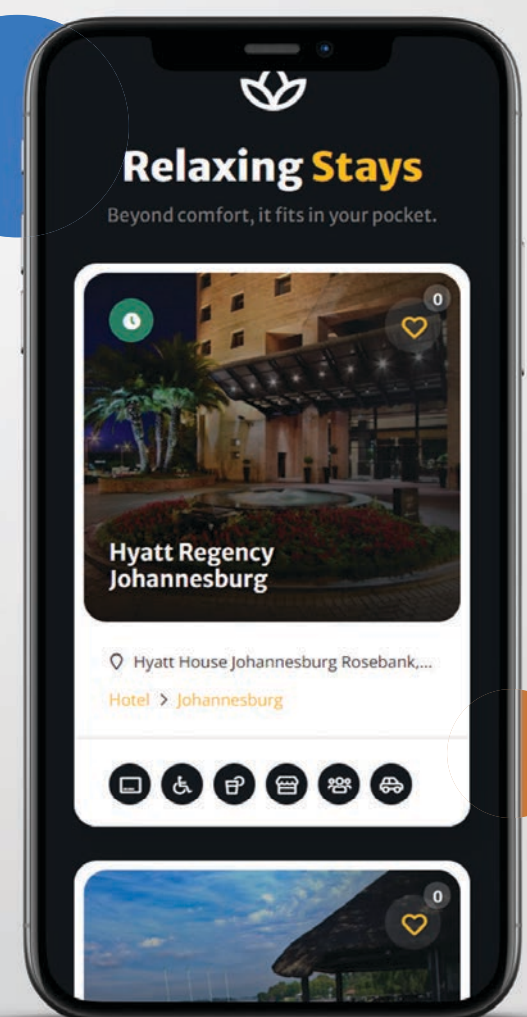 Relaxing Stays
Beyond comfort, it fits in your pocket.
0
Hyatt Regency
Johannesburg
Hyatt House Johannesburg Rosebank,...
Hotel > Johannesburg
0